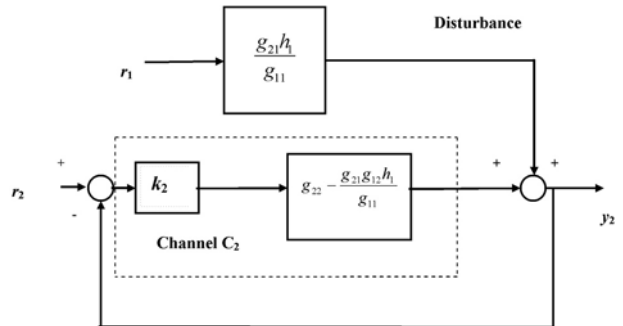 Disturbance
r₁
g₂₁h₁
g₁₁
+
r₂
-
k₂
g₂₂ − g₂₁g₁₂h₁
g₁₁
+
+
y₂
Channel C₂